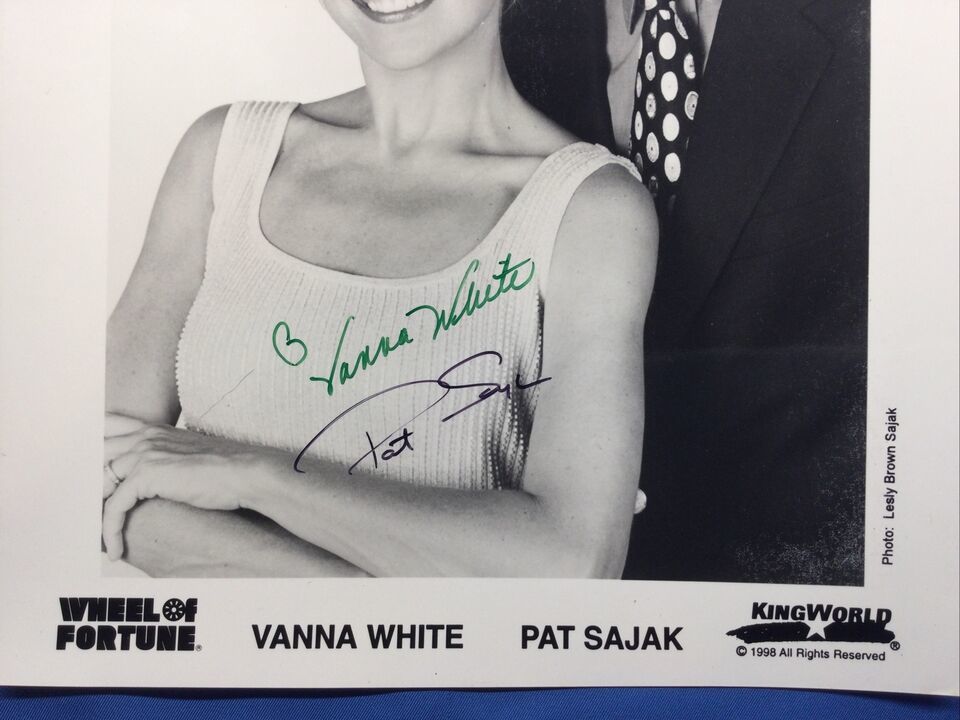 ♡ Vanna White
Pat Sajak
Photo: Lesly Brown Sajak
WHEEL OF
FORTUNE®
VANNA WHITE
PAT SAJAK
KINGWORLD®
© 1998 All Rights Reserved